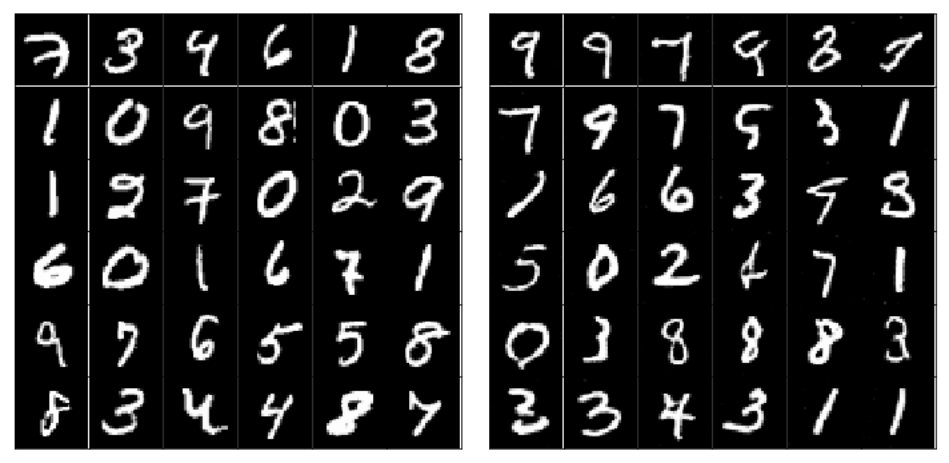 7 3 9 6 1 8 9 9 7 9 3
1 0 9 8 0 3 7 9 7 5 3 1
1 2 7 0 2 9 1 6 6 3 9 8
6 0 1 6 7 1 5 0 2 7 1
9 7 6 5 5 8 0 3 8 8 8 3
8 3 4 4 8 7 3 3 4 3 1 1